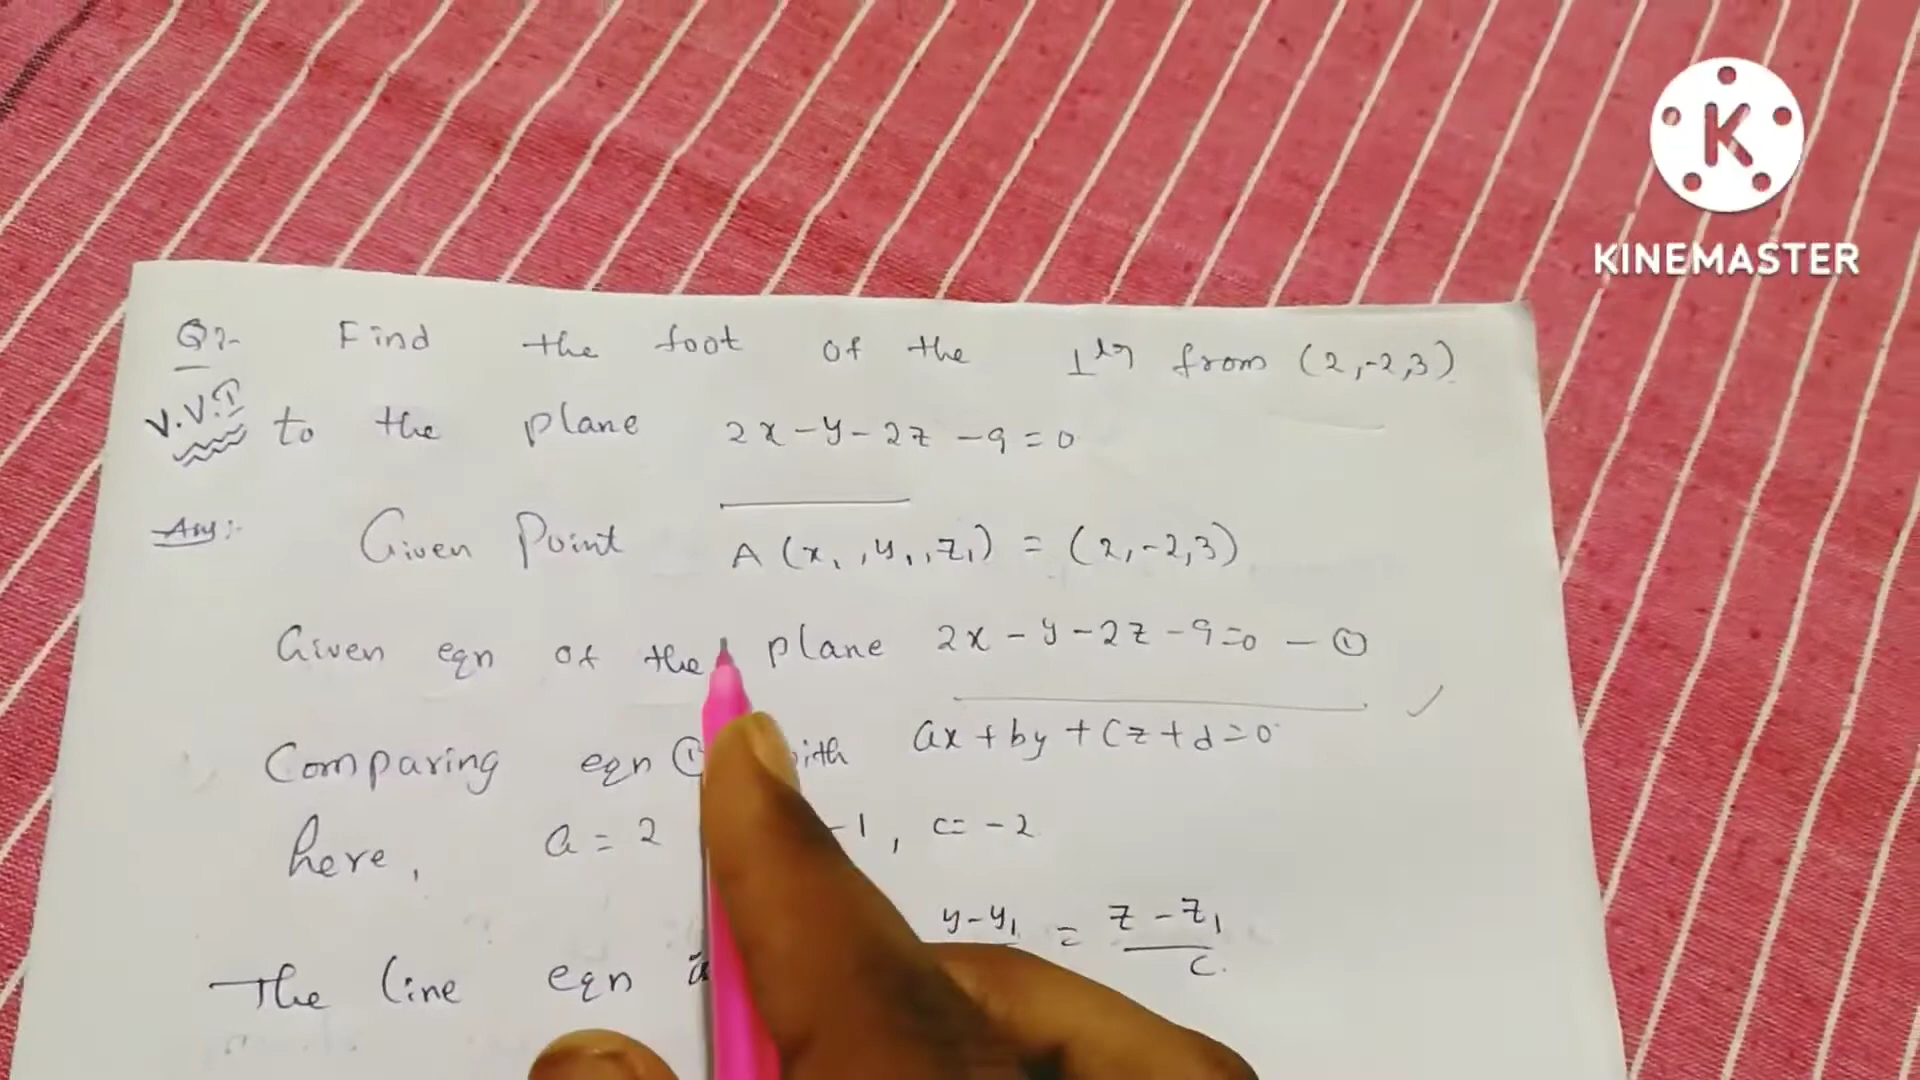 K
KINEMASTER
Q?- Find the foot of the ⊥lr from (2,-2,3)
V.V.I to the plane 2x-y-2z-9=0
Ans:- Given Point A(x₁,y₁,z₁) = (2,-2,3)
Given eqn of the plane 2x-y-2z-9=0 - ①
Comparing eqn ① with ax+by+cz+d=0
here, a=2 -1, c=-2
The line eqn y-y₁ = z-z₁ / c.